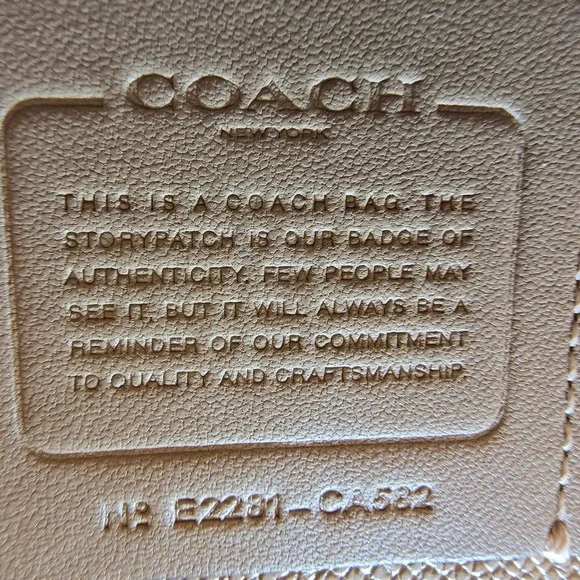 COACH
NEW YORK
THIS IS A COACH BAG. THE
STORYPATCH IS OUR BADGE OF
AUTHENTICITY. FEW PEOPLE MAY
SEE IT, BUT IT WILL ALWAYS BE A
REMINDER OF OUR COMMITMENT
TO QUALITY AND CRAFTSMANSHIP.
Nº E2281-CA582